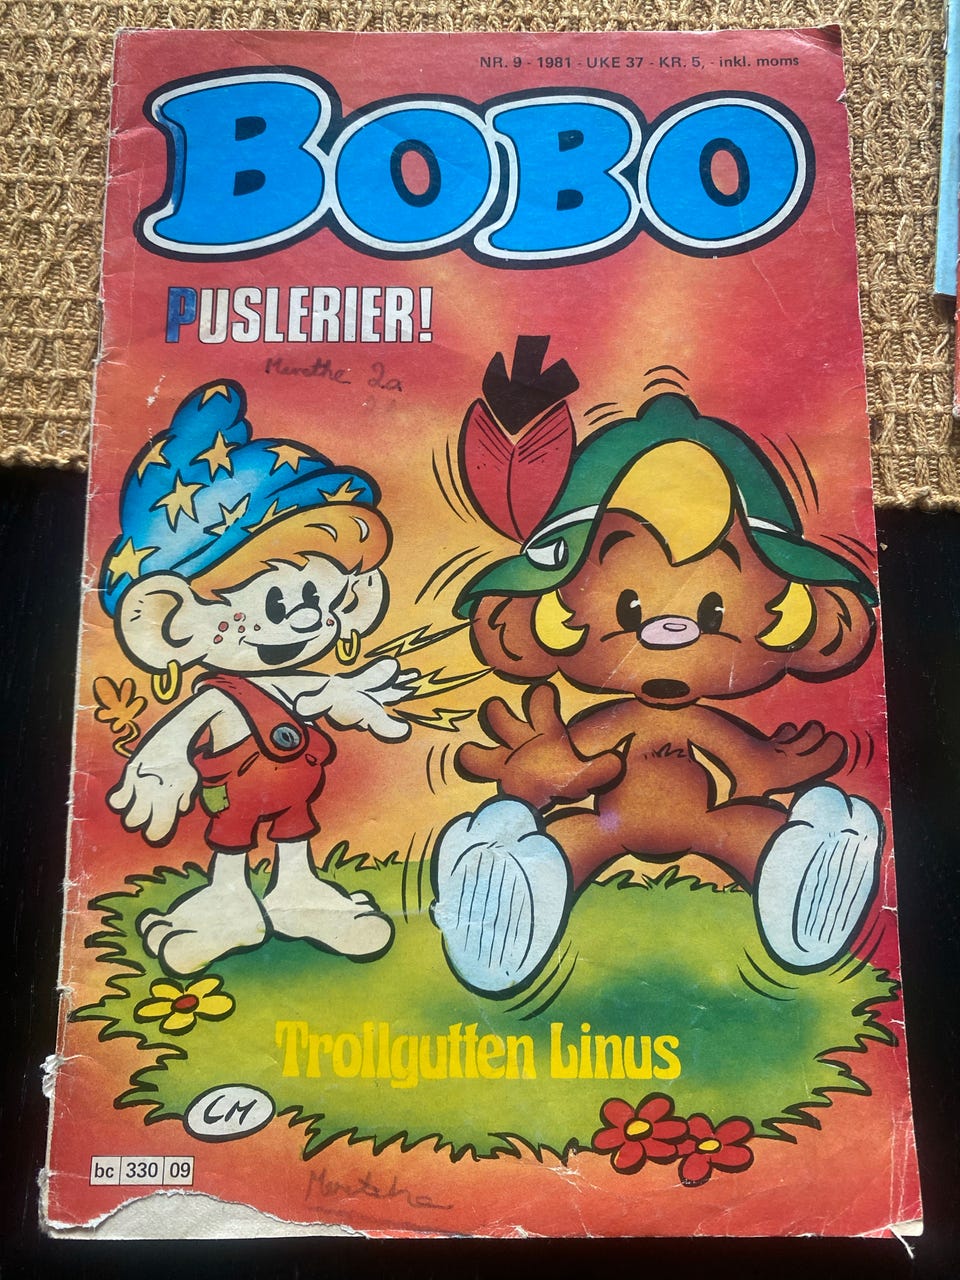 NR. 9 - 1981 - UKE 37 - KR. 5,- inkl. moms
BOBO
PUSLERIER!
Merethe 2a
Trollgutten Linus
LM
bc 330 09